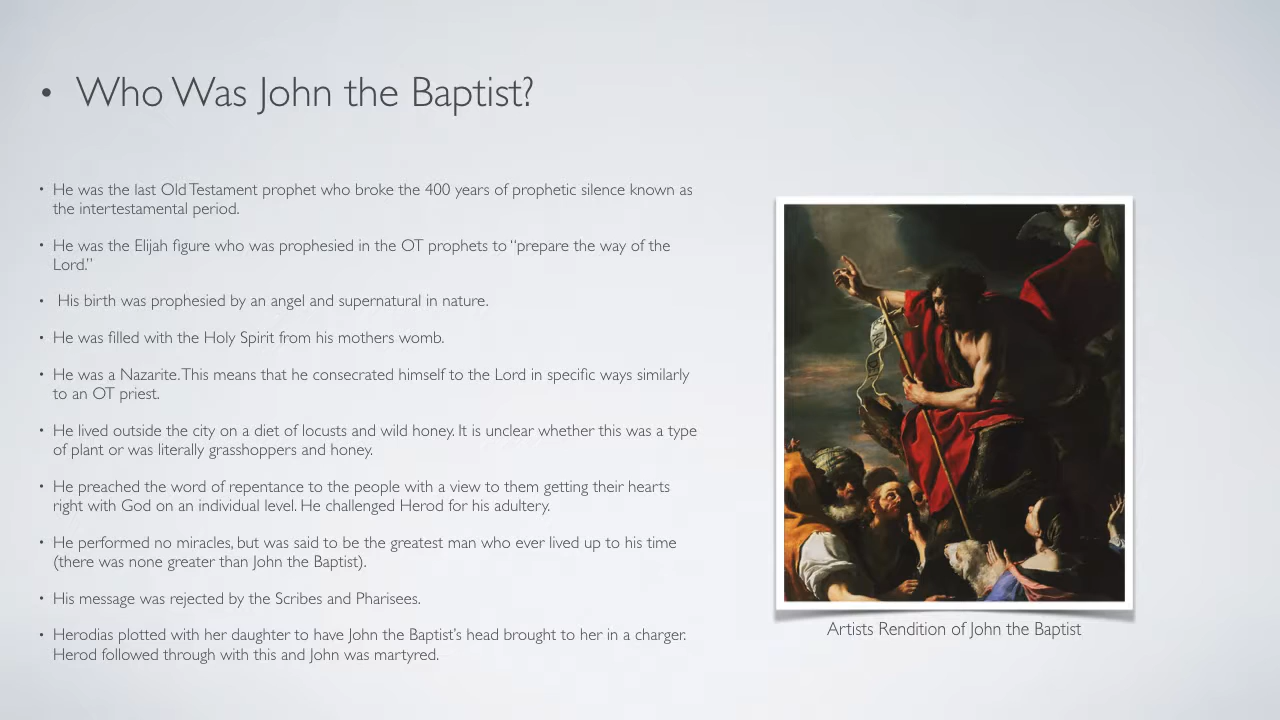 • Who Was John the Baptist?
• He was the last Old Testament prophet who broke the 400 years of prophetic silence known as
the intertestamental period.
• He was the Elijah figure who was prophesied in the OT prophets to “prepare the way of the
Lord.”
• His birth was prophesied by an angel and supernatural in nature.
• He was filled with the Holy Spirit from his mothers womb.
• He was a Nazarite. This means that he consecrated himself to the Lord in specific ways similarly
to an OT priest.
• He lived outside the city on a diet of locusts and wild honey. It is unclear whether this was a type
of plant or was literally grasshoppers and honey.
• He preached the word of repentance to the people with a view to them getting their hearts
right with God on an individual level. He challenged Herod for his adultery.
• He performed no miracles, but was said to be the greatest man who ever lived up to his time
(there was none greater than John the Baptist).
• His message was rejected by the Scribes and Pharisees.
• Herodias plotted with her daughter to have John the Baptist’s head brought to her in a charger.
Herod followed through with this and John was martyred.
Artists Rendition of John the Baptist